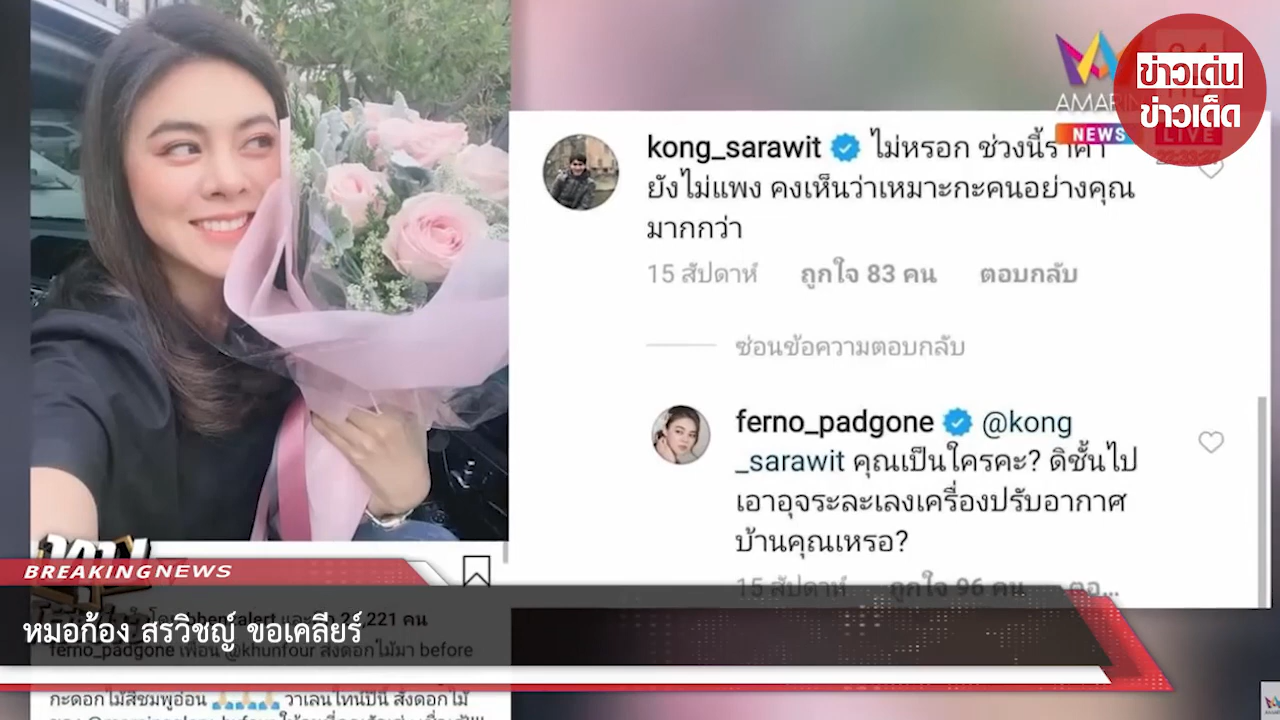 AMARIN
NEWS
LIVE
ข่าวเด่น
ข่าวเด็ด
kong_sarawit ไม่หรอก ช่วงนี้ราคา
ยังไม่แพง คงเห็นว่าเหมาะกะคนอย่างคุณ
มากกว่า
15 สัปดาห์ ถูกใจ 83 คน ตอบกลับ
ซ่อนข้อความตอบกลับ
ferno_padgone @kong
_sarawit คุณเป็นใครคะ? ดิชั้นไป
เอาอุจระละเลงเครื่องปรับอากาศ
บ้านคุณเหรอ?
15 สัปดาห์ ถูกใจ 96 คน
BREAKINGNEWS
22,221 คน
หมอก้อง สรวิชญ์ ขอเคลียร์
ferno_padgone เพื่อน @khunfour ส่งดอกไม้มา before
กะดอกไม้สีชมพูอ่อน 🙏🏻🙏🏻🙏🏻🙏🏻 วาเลนไทน์ปีนี้ สั่งดอกไม้